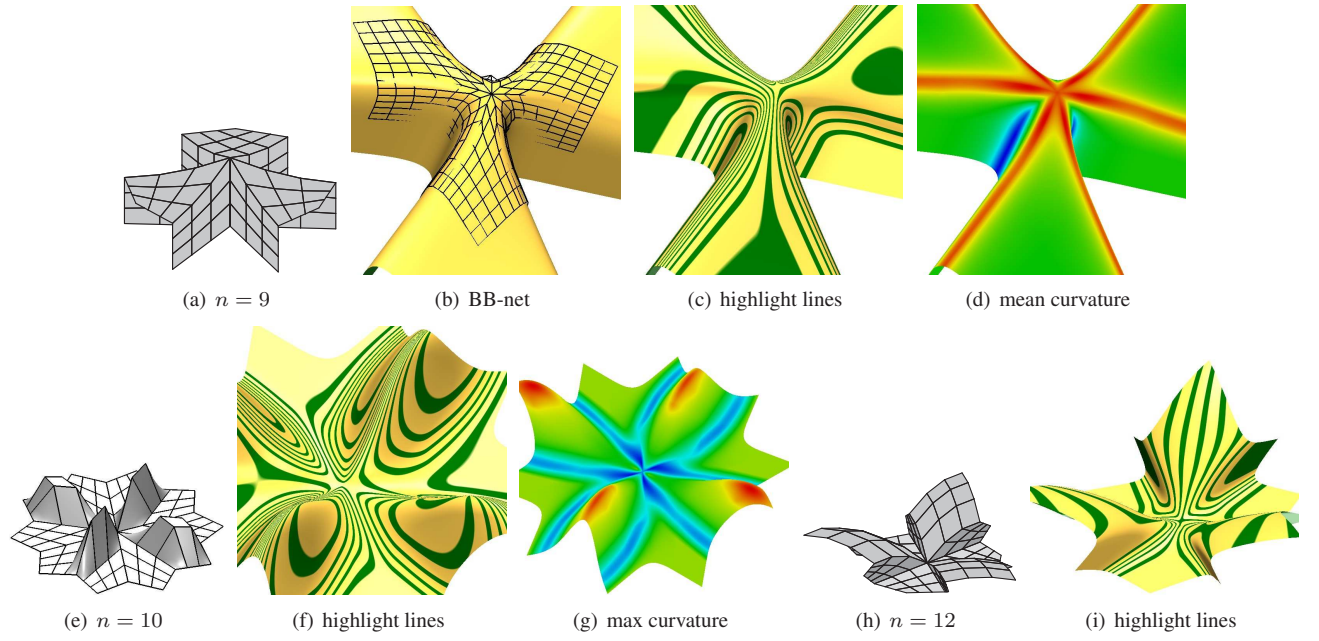 (a) n = 9
(b) BB-net
(c) highlight lines
(d) mean curvature
(e) n = 10
(f) highlight lines
(g) max curvature
(h) n = 12
(i) highlight lines